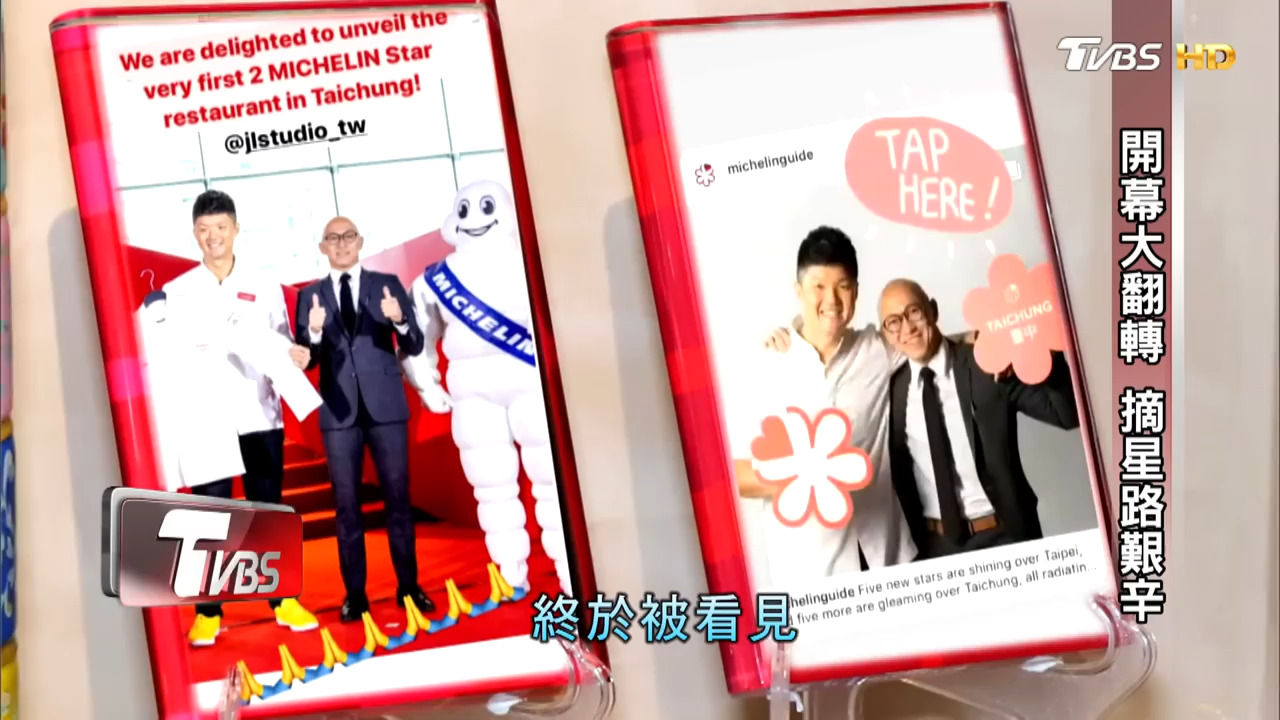 We are delighted to unveil the
very first 2 MICHELIN Star
restaurant in Taichung!
@jlstudio_tw
MICHELIN
michelinguide
TAP
HERE!
TAICHUNG
臺中
helinguide Five new stars are shining over Taipei,
five more are gleaming over Taichung, all radiatin...
TVBS HD
開幕大翻轉 摘星路艱辛
TVBS
終於被看見